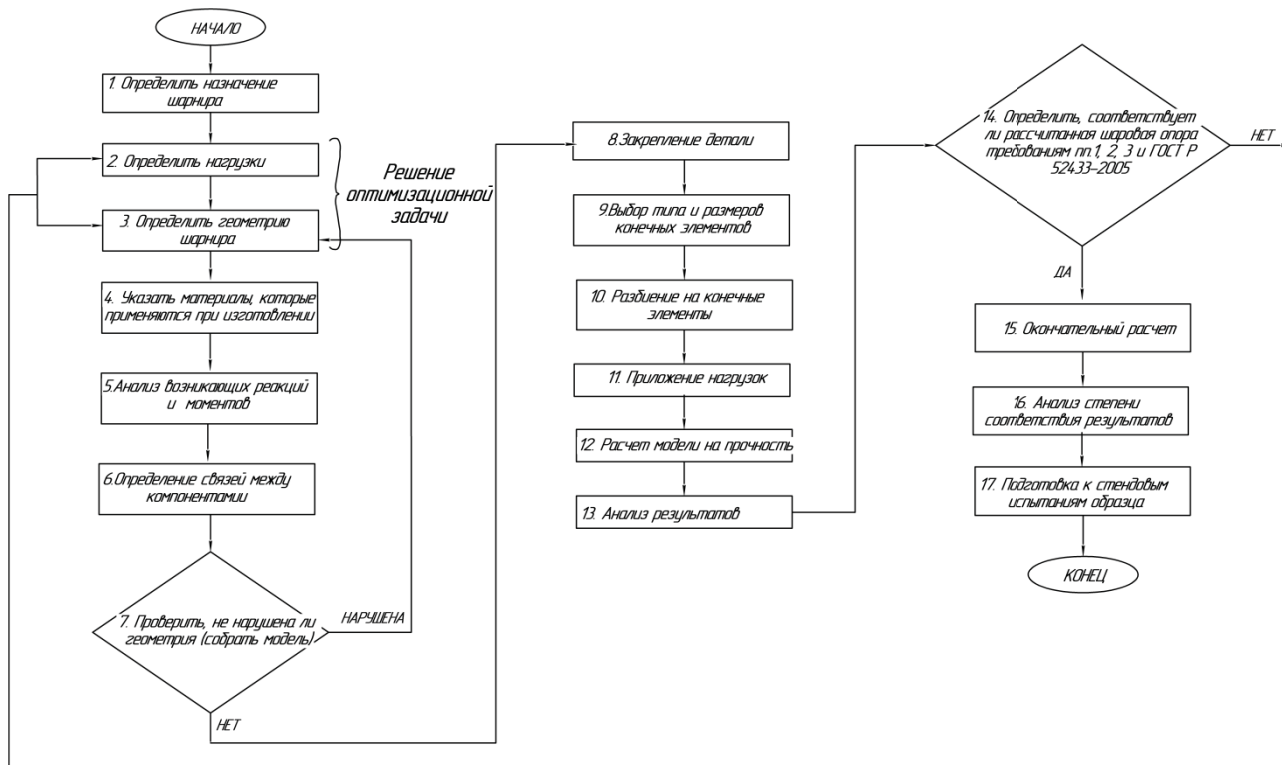 НАЧАЛО
1. Определить назначение
шарнира
2. Определить нагрузки
3. Определить геометрию
шарнира
Решение
оптимизационной
задачи
4. Указать материалы, которые
применяются при изготовлении
5.Анализ возникающих реакций
и моментов
6.Определение связей между
компонентамии
7. Проверить, не нарушена ли
геометрия (собрать модель)
НАРУШЕНА
НЕТ
8.Закрепление детали
9.Выбор типа и размеров
конечных элементов
10. Разбиение на конечные
элементы
11. Приложение нагрузок
12. Расчет модели на прочность
13. Анализ результатов
14. Определить, соответствует
ли рассчитанная шаровая опора
требованиям пп.1, 2, 3 и ГОСТ Р
52433-2005
НЕТ
ДА
15. Окончательный расчет
16. Анализ степени
соответствия результатов
17. Подготовка к стендовым
испытаниям образца
КОНЕЦ